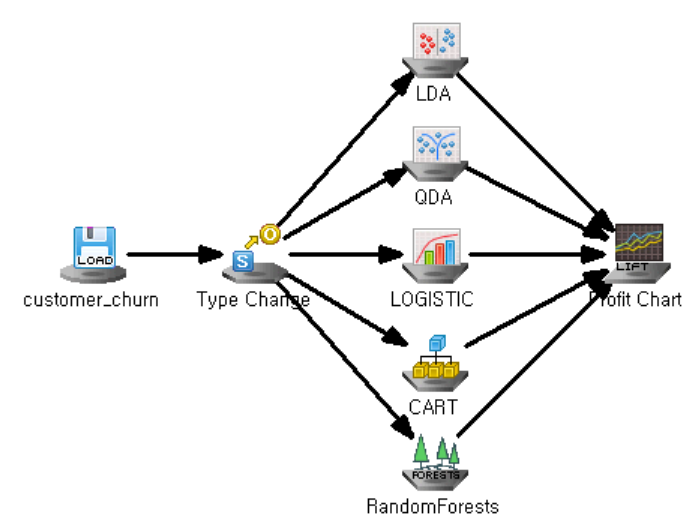 LDA
QDA
LOAD
customer_churn
S
O
Type Change
LOGISTIC
LIFT
Profit Chart
CART
FORESTS
RandomForests